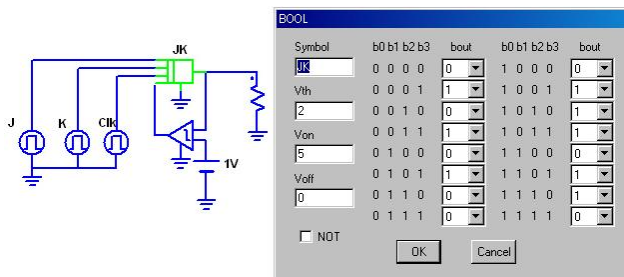 JK
J
K
Clk
1V
BOOL
Symbol b0 b1 b2 b3 bout b0 b1 b2 b3 bout
JK 0 0 0 0 0 1 0 0 0 0
Vth 0 0 0 1 1 1 0 0 1 1
2 0 0 1 0 0 1 0 1 0 1
Von 0 0 1 1 1 1 0 1 1 1
5 0 1 0 0 0 1 1 0 0 0
Voff 0 1 0 1 1 1 1 0 1 1
0 0 1 1 0 0 1 1 1 0 1
0 1 1 1 0 1 1 1 1 0
NOT
OK Cancel